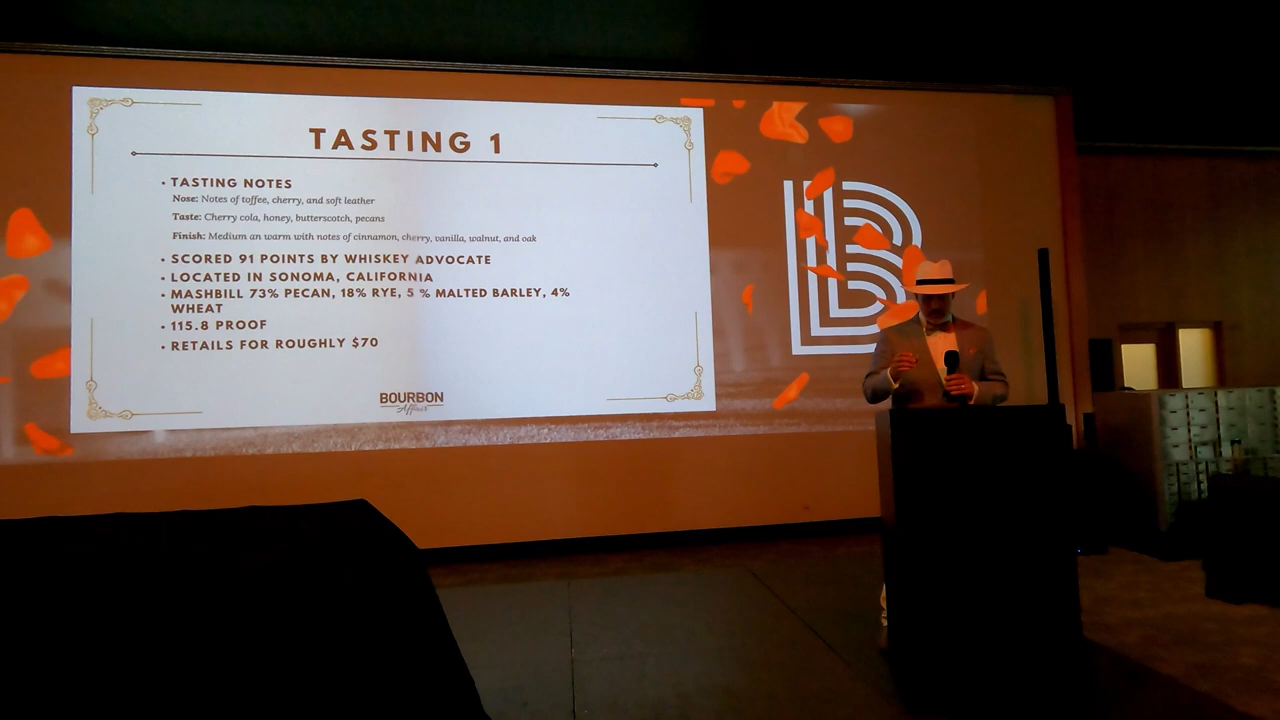 TASTING 1
• TASTING NOTES
Nose: Notes of toffee, cherry, and soft leather
Taste: Cherry cola, honey, butterscotch, pecans
Finish: Medium an warm with notes of cinnamon, cherry, vanilla, walnut, and oak
• SCORED 91 POINTS BY WHISKEY ADVOCATE
• LOCATED IN SONOMA, CALIFORNIA
• MASHBILL 73% PECAN, 18% RYE, 5 % MALTED BARLEY, 4%
WHEAT
• 115.8 PROOF
• RETAILS FOR ROUGHLY $70
BOURBON
Affair
B